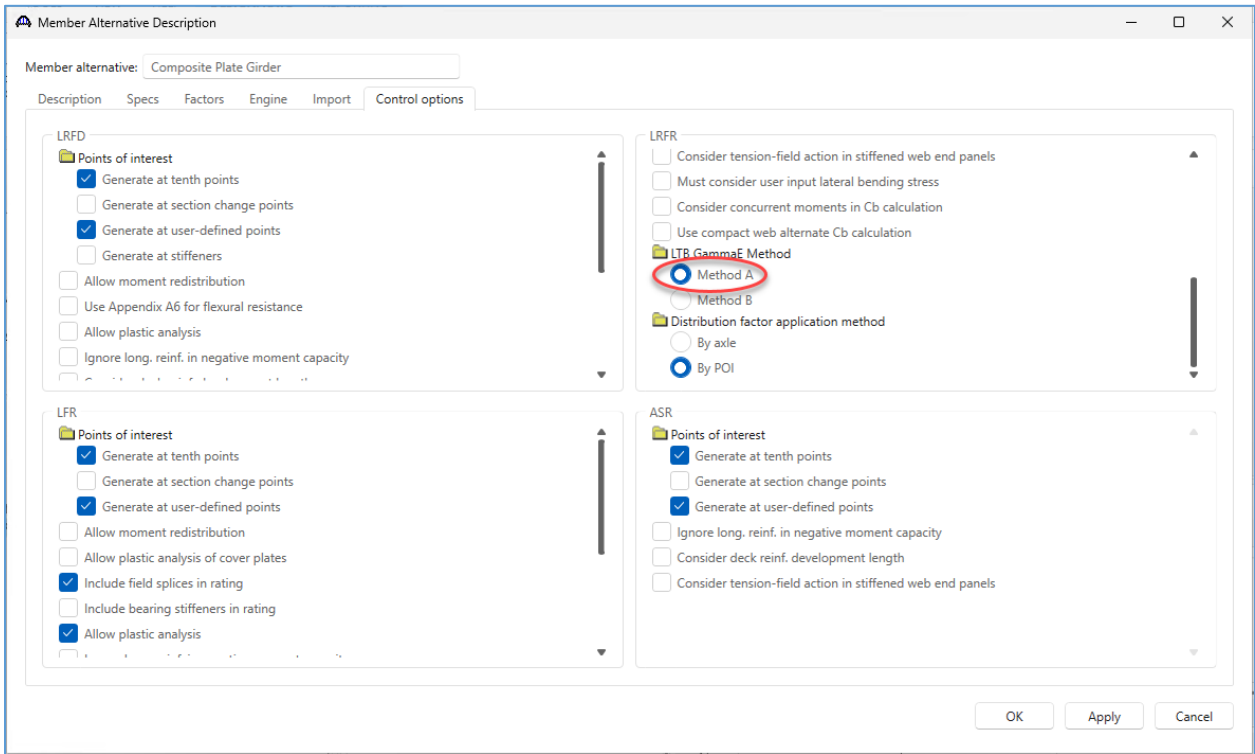 Member Alternative Description
Member alternative: Composite Plate Girder
Description Specs Factors Engine Import Control options
LRFD
Points of interest
Generate at tenth points
Generate at section change points
Generate at user-defined points
Generate at stiffeners
Allow moment redistribution
Use Appendix A6 for flexural resistance
Allow plastic analysis
Ignore long. reinf. in negative moment capacity
LRFR
Consider tension-field action in stiffened web end panels
Must consider user input lateral bending stress
Consider concurrent moments in Cb calculation
Use compact web alternate Cb calculation
LTB GammaE Method
Method A
Method B
Distribution factor application method
By axle
By POI
LFR
Points of interest
Generate at tenth points
Generate at section change points
Generate at user-defined points
Allow moment redistribution
Allow plastic analysis of cover plates
Include field splices in rating
Include bearing stiffeners in rating
Allow plastic analysis
ASR
Points of interest
Generate at tenth points
Generate at section change points
Generate at user-defined points
Ignore long. reinf. in negative moment capacity
Consider deck reinf. development length
Consider tension-field action in stiffened web end panels
OK Apply Cancel